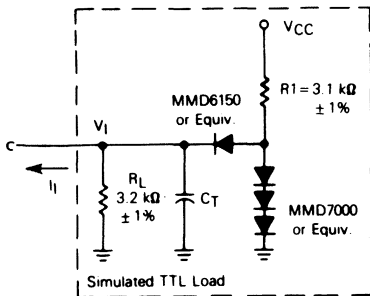 VCC
R1 = 3.1 kΩ
± 1%
MMD6150
or Equiv.
C
VI
II
RL
3.2 kΩ
± 1%
CT
MMD7000
or Equiv.
Simulated TTL Load